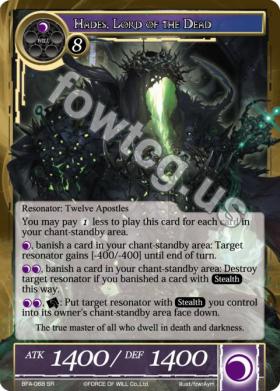 Hades, Lord of the Dead
WILL
8
Resonator: Twelve Apostles
You may pay 1 less to play this card for each card in
your chant-standby area.
, banish a card in your chant-standby area: Target
resonator gains [-400/-400] until end of turn.
, banish a card in your chant-standby area: Destroy
target resonator if you banished a card with Stealth
this way.
, : Put target resonator with Stealth you control
into its owner's chant-standby area face down.
The true master of all who dwell in death and darkness.
ATK 1400/ DEF 1400
BFA-068 SR
©FORCE OF WILL Co.,Ltd.
Illust/fowrAym
fowtcg.us